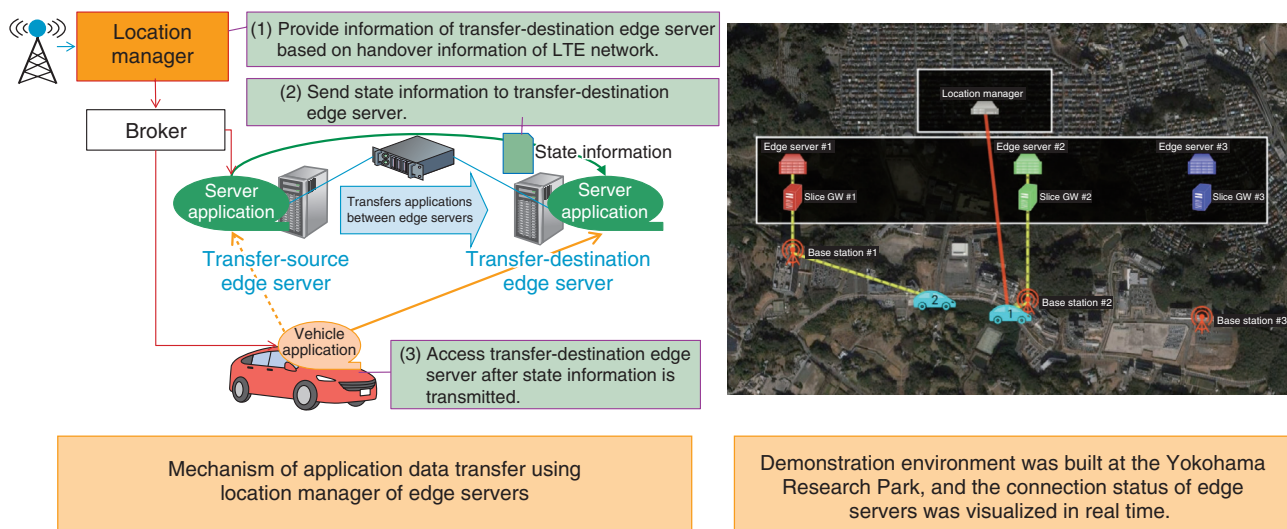 Location
manager
(1) Provide information of transfer-destination edge server
based on handover information of LTE network.
(2) Send state information to transfer-destination
edge server.
Broker
State information
Server
application
Transfers applications
between edge servers
Server
application
Transfer-source
edge server
Transfer-destination
edge server
Vehicle
application
(3) Access transfer-destination edge
server after state information is
transmitted.
Mechanism of application data transfer using
location manager of edge servers
Location manager
Edge server #1
Edge server #2
Edge server #3
Slice GW #1
Slice GW #2
Slice GW #3
Base station #1
2
1
Base station #2
Base station #3
Demonstration environment was built at the Yokohama
Research Park, and the connection status of edge
servers was visualized in real time.